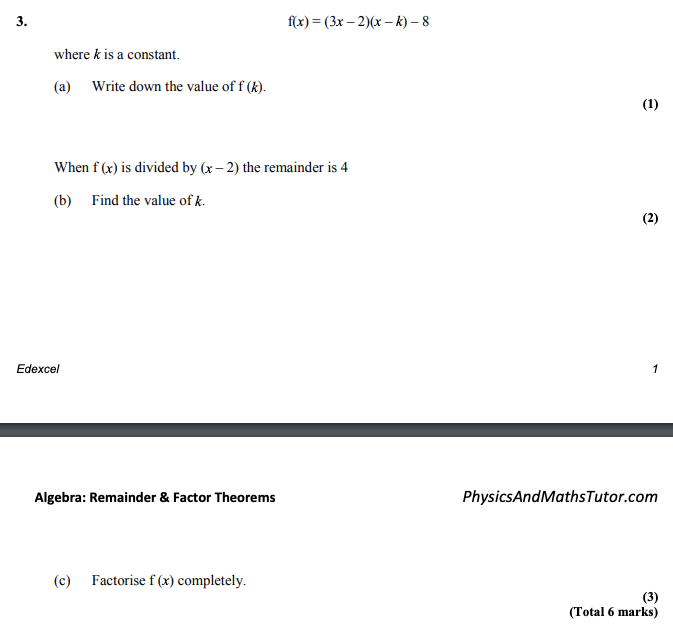 3. f(x) = (3x – 2)(x – k) – 8
where k is a constant.
(a) Write down the value of f (k).
(1)
When f (x) is divided by (x – 2) the remainder is 4
(b) Find the value of k.
(2)
Edexcel 1
Algebra: Remainder & Factor Theorems PhysicsAndMathsTutor.com
(c) Factorise f (x) completely.
(3)
(Total 6 marks)